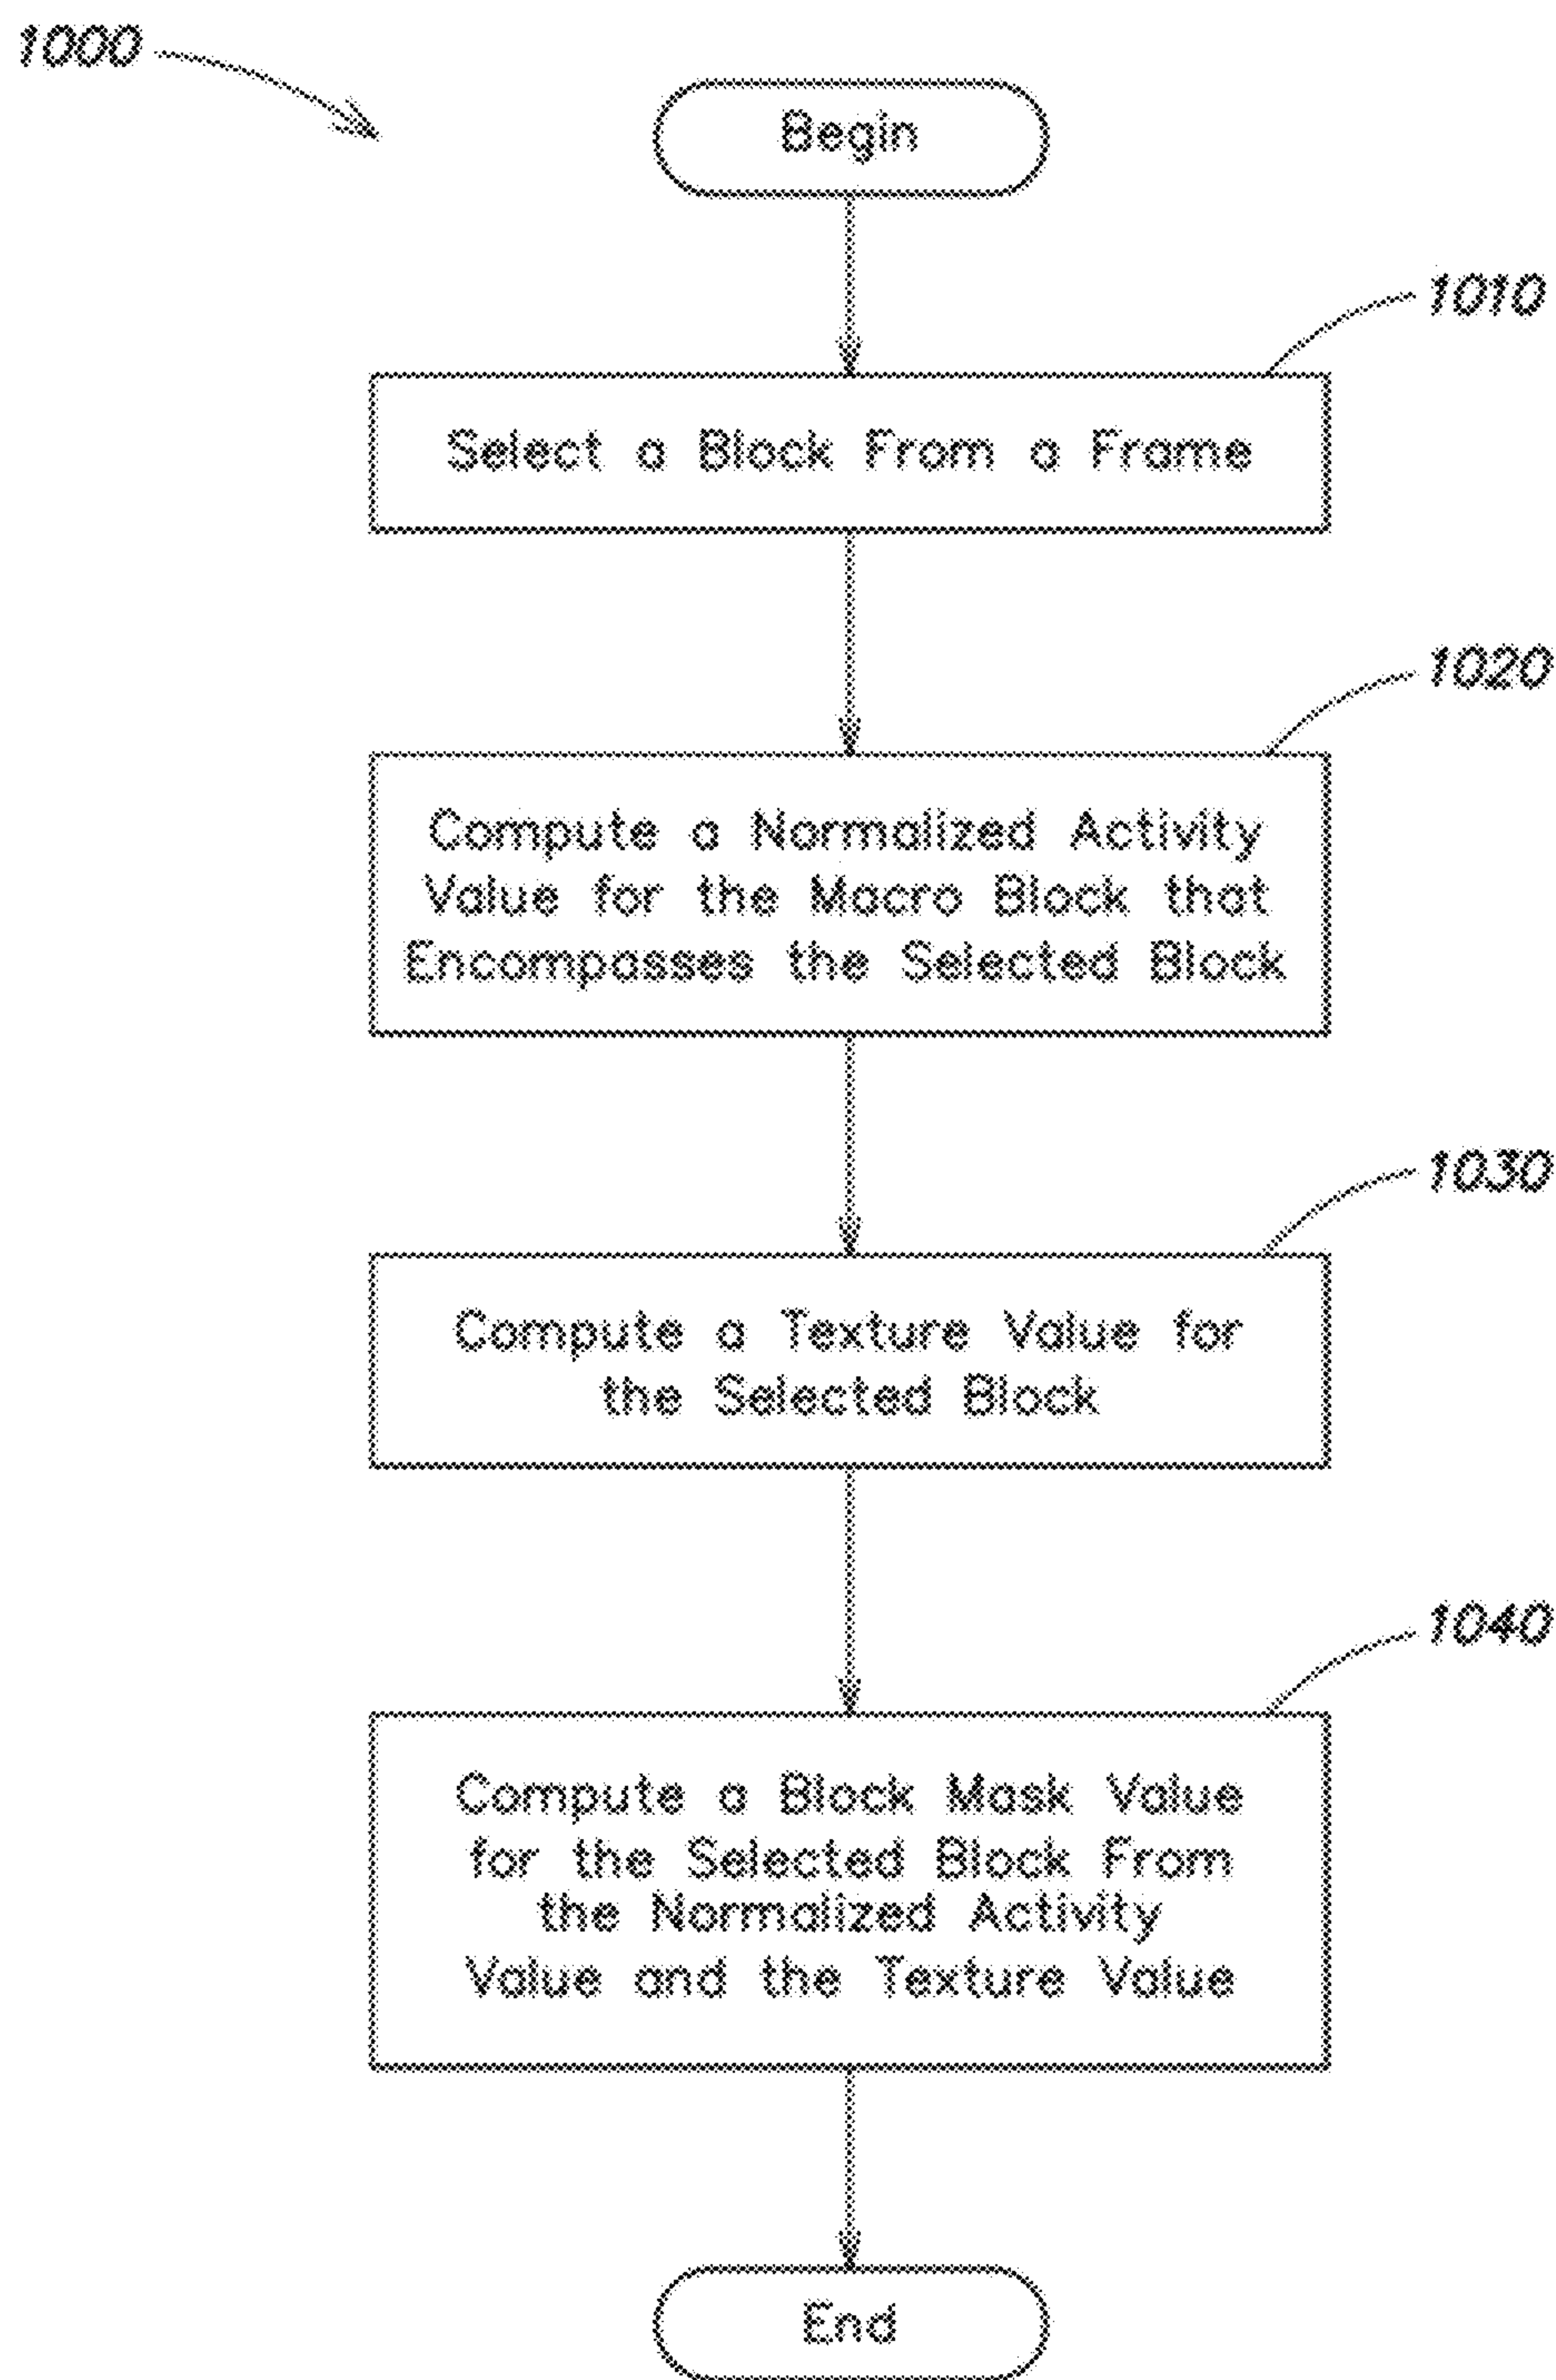 1000
Begin
1010
Select a Block From a Frame
1020
Compute a Normalized Activity
Value for the Macro Block that
Encompasses the Selected Block
1030
Compute a Texture Value for
the Selected Block
1040
Compute a Block Mask Value
for the Selected Block From
the Normalized Activity
Value and the Texture Value
End